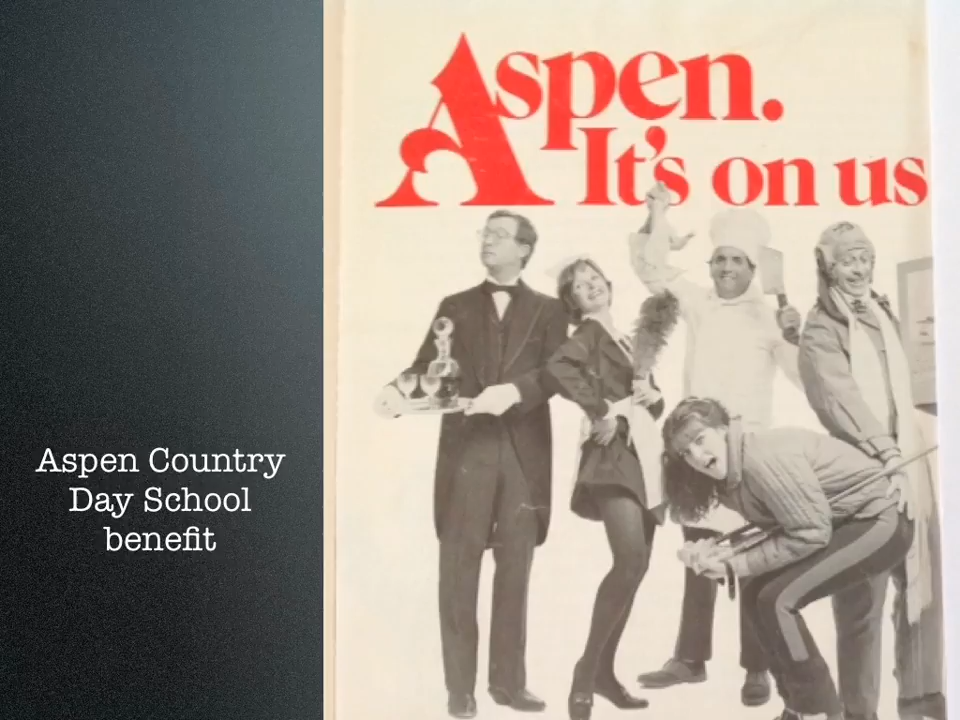 Aspen.
It's on us
Aspen Country
Day School
benefit